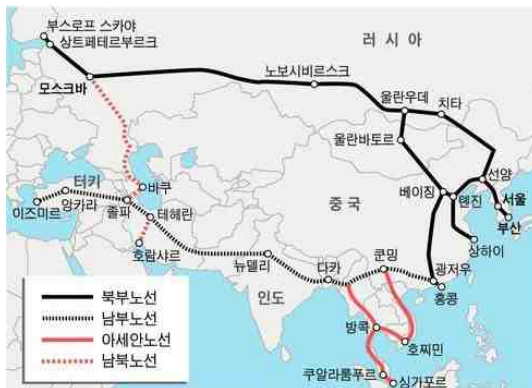 부스로프 스카야
상트페테르부르크
러시아
모스크바
노보시비르스크
울란우데
치타
울란바토르
선양
베이징
톈진
서울
부산
터키
바쿠
이즈미르
앙카라
졸파
테헤란
중국
상하이
호람샤르
뉴델리
다카
쿤밍
광저우
홍콩
인도
방콕
호찌민
쿠알라룸푸르
싱가포르
북부노선
남부노선
아세안노선
남북노선